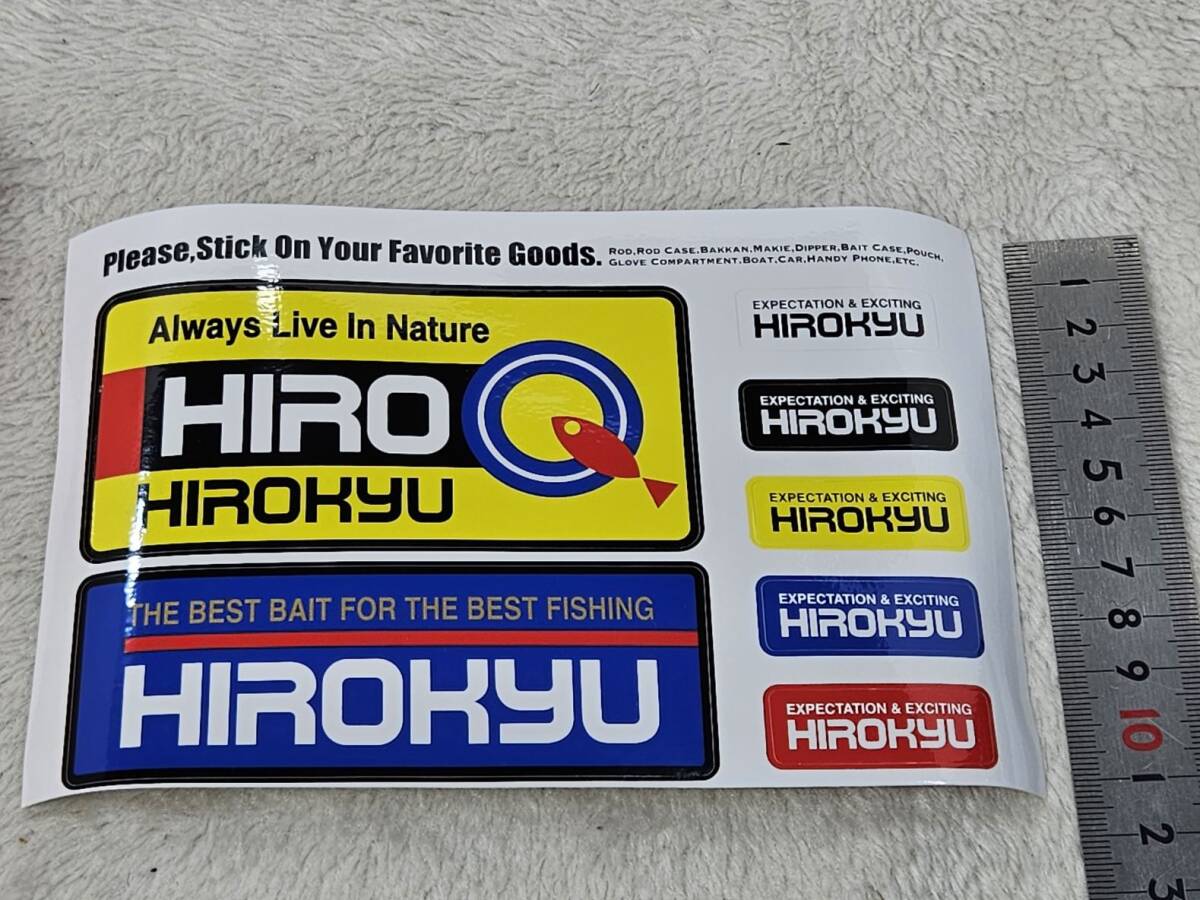 Please,Stick On Your Favorite Goods.
ROD,ROD CASE,BAKKAN,MAKIE,DIPPER,BAIT CASE,POUCH,
GLOVE COMPARTMENT,BOAT,CAR,HANDY PHONE,ETC.
Always Live In Nature
HIRO
HIROKYU
THE BEST BAIT FOR THE BEST FISHING
HIROKYU
EXPECTATION & EXCITING
HIROKYU
EXPECTATION & EXCITING
HIROKYU
EXPECTATION & EXCITING
HIROKYU
EXPECTATION & EXCITING
HIROKYU
EXPECTATION & EXCITING
HIROKYU
1
2
3
4
5
6
7
8
9
10
1
2
3